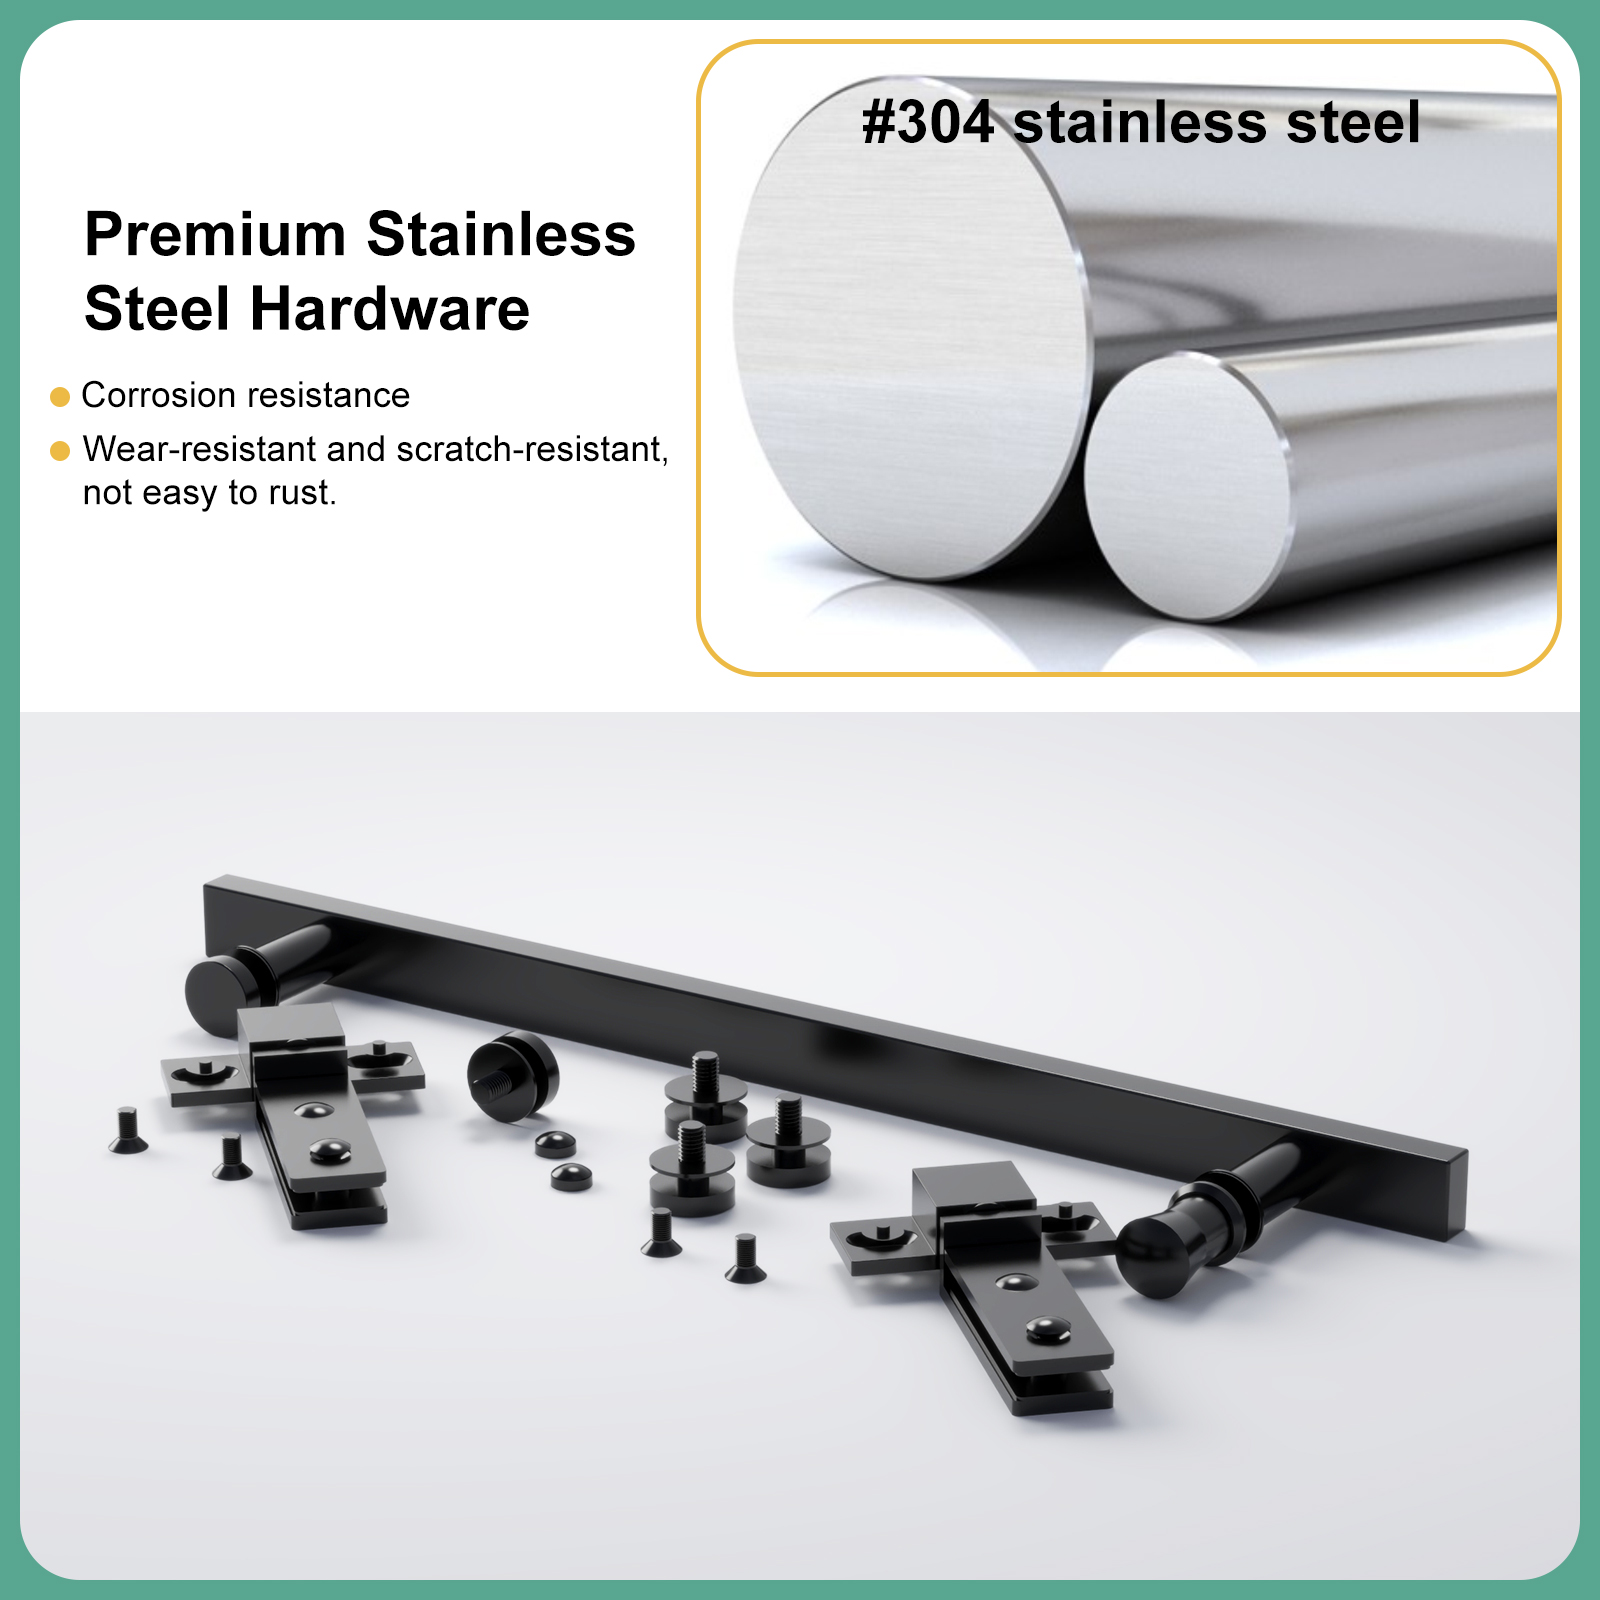 #304 stainless steel
Premium Stainless
Steel Hardware
Corrosion resistance
Wear-resistant and scratch-resistant,
not easy to rust.